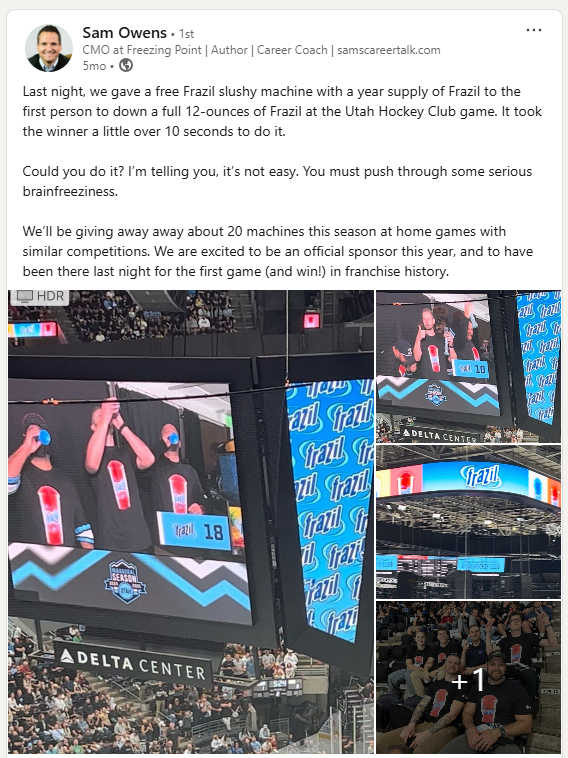 Sam Owens • 1st
CMO at Freezing Point | Author | Career Coach | samscareertalk.com
5mo •
Last night, we gave a free Frazil slushy machine with a year supply of Frazil to the
first person to down a full 12-ounces of Frazil at the Utah Hockey Club game. It took
the winner a little over 10 seconds to do it.
Could you do it? I'm telling you, it's not easy. You must push through some serious
brainfreeziness.
We'll be giving away away about 20 machines this season at home games with
similar competitions. We are excited to be an official sponsor this year, and to have
been there last night for the first game (and win!) in franchise history.
HDR
frazil
frazil 18
INAUGURAL
SEASON
DELTA CENTER
frazil 10
frazil
DELTA CENTER
frazil
+1